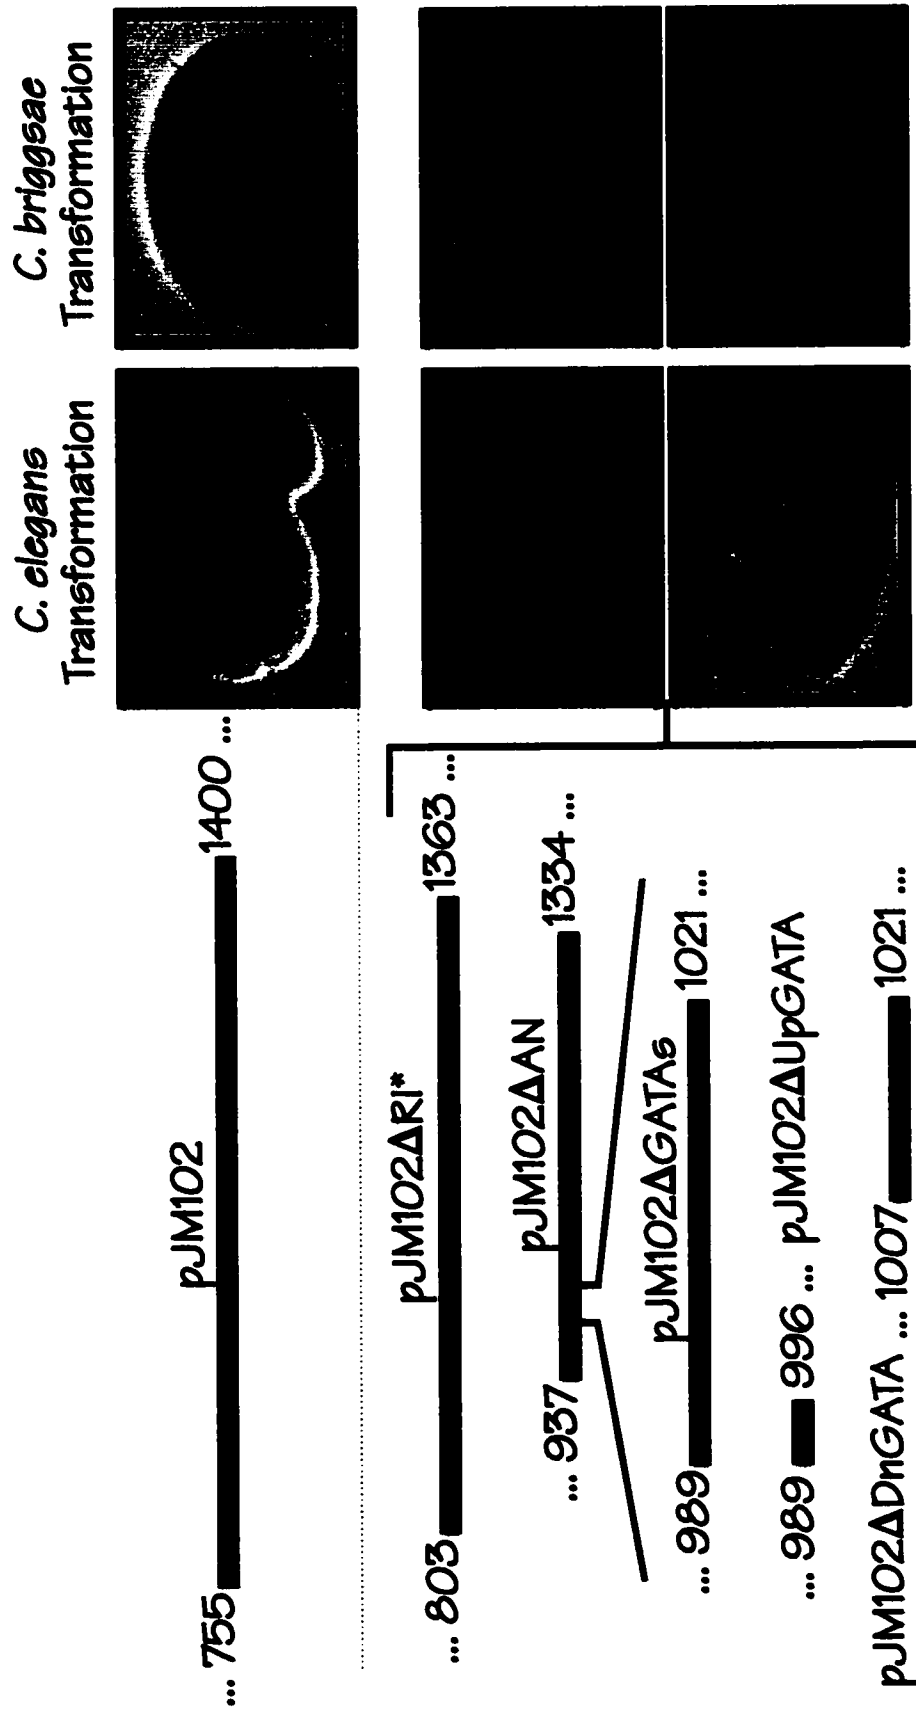 C. elegans
Transformation
C. briggsae
Transformation
pJM102
... 755 1400 ...
pJM102ΔRI*
... 803 1363 ...
pJM102ΔAN
... 937 1334 ...
pJM102ΔGATAs
... 989 1021 ...
... 989 996 ... pJM102ΔUpGATA
pJM102ΔDnGATA ... 1007 1021 ...